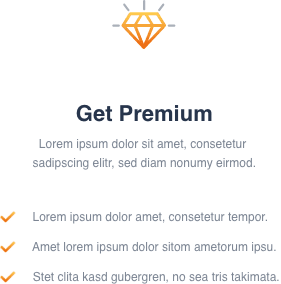 Get Premium
Lorem ipsum dolor sit amet, consetetur
sadipscing elitr, sed diam nonumy eirmod.
Lorem ipsum dolor amet, consetetur tempor.
Amet lorem ipsum dolor sitom ametorum ipsu.
Stet clita kasd gubergren, no sea tris takimata.